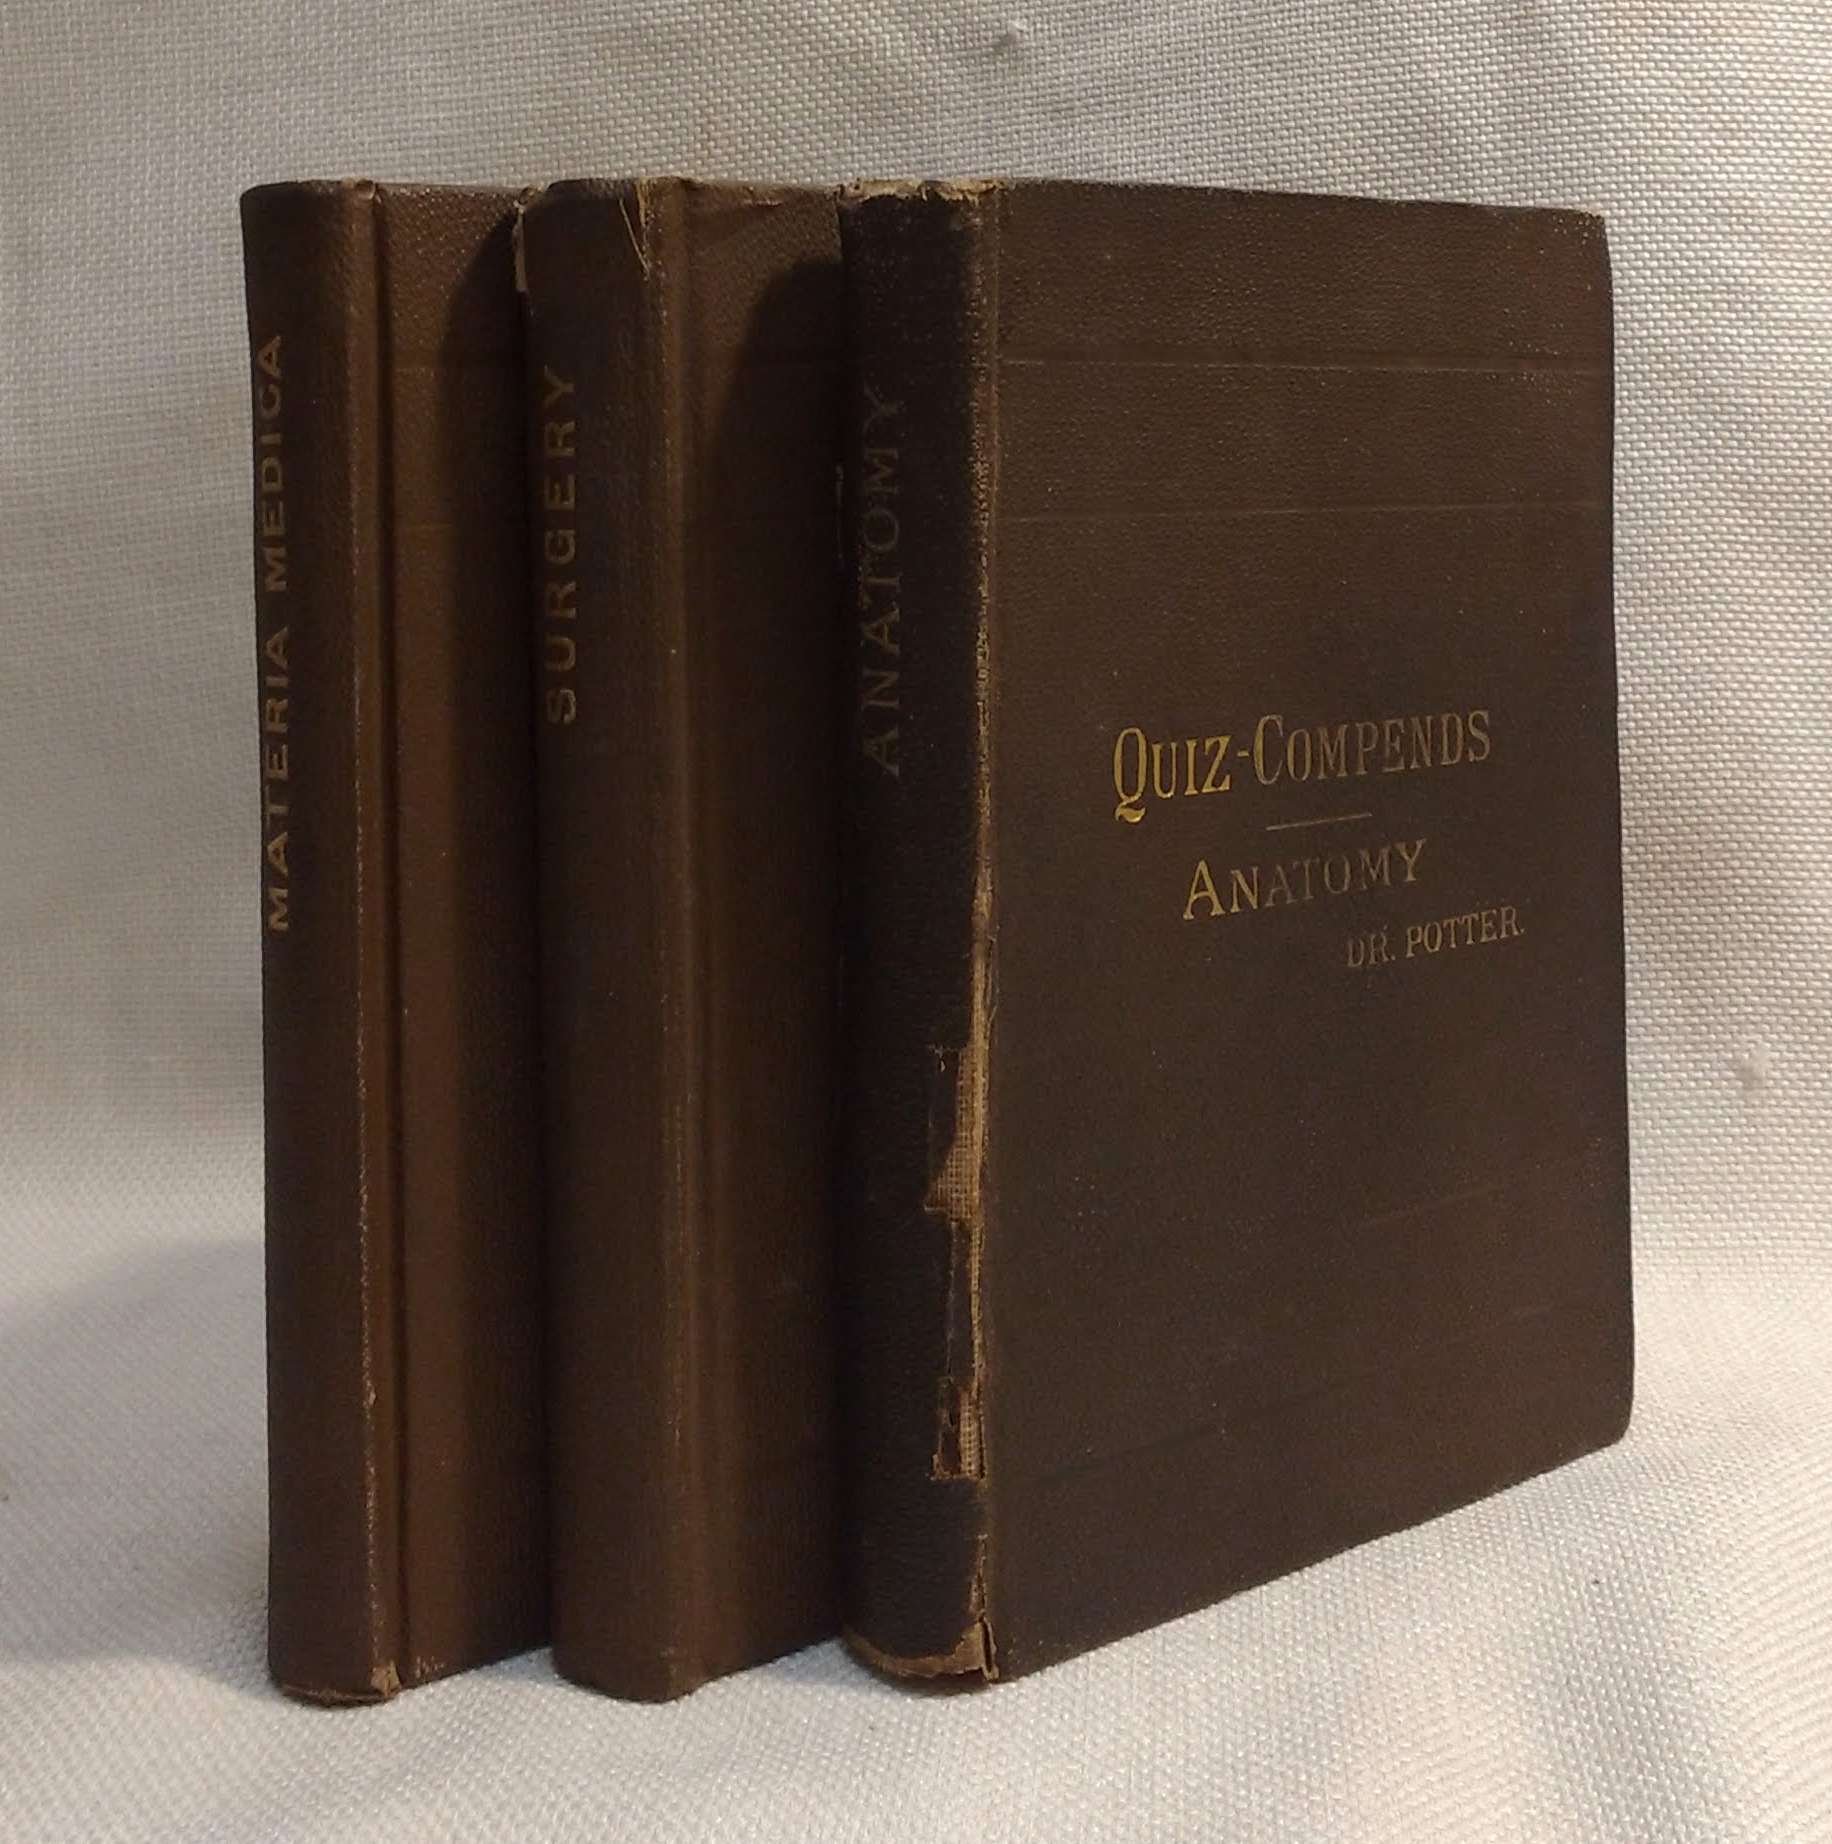 MATERIA MEDICA
SURGERY
ANATOMY
QUIZ-COMPENDS
ANATOMY
DR. POTTER.